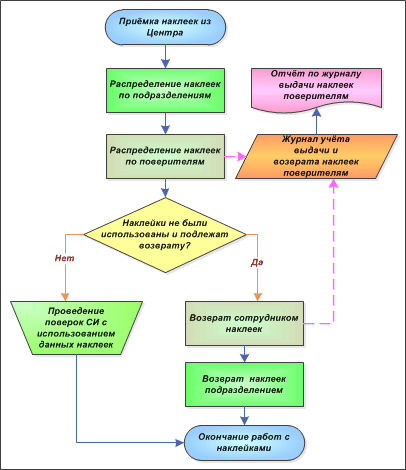 Приёмка наклеек из
Центра
Распределение наклеек
по подразделениям
Отчёт по журналу
выдачи наклеек
поверителям
Распределение наклеек
по поверителям
Журнал учёта
выдачи и
возврата наклеек
поверителям
Наклейки не были
использованы и подлежат
возврату?
Нет
Да
Проведение
поверок СИ с
использованием
данных наклеек
Возврат сотрудником
наклеек
Возврат наклеек
подразделением
Окончание работ с
наклейками